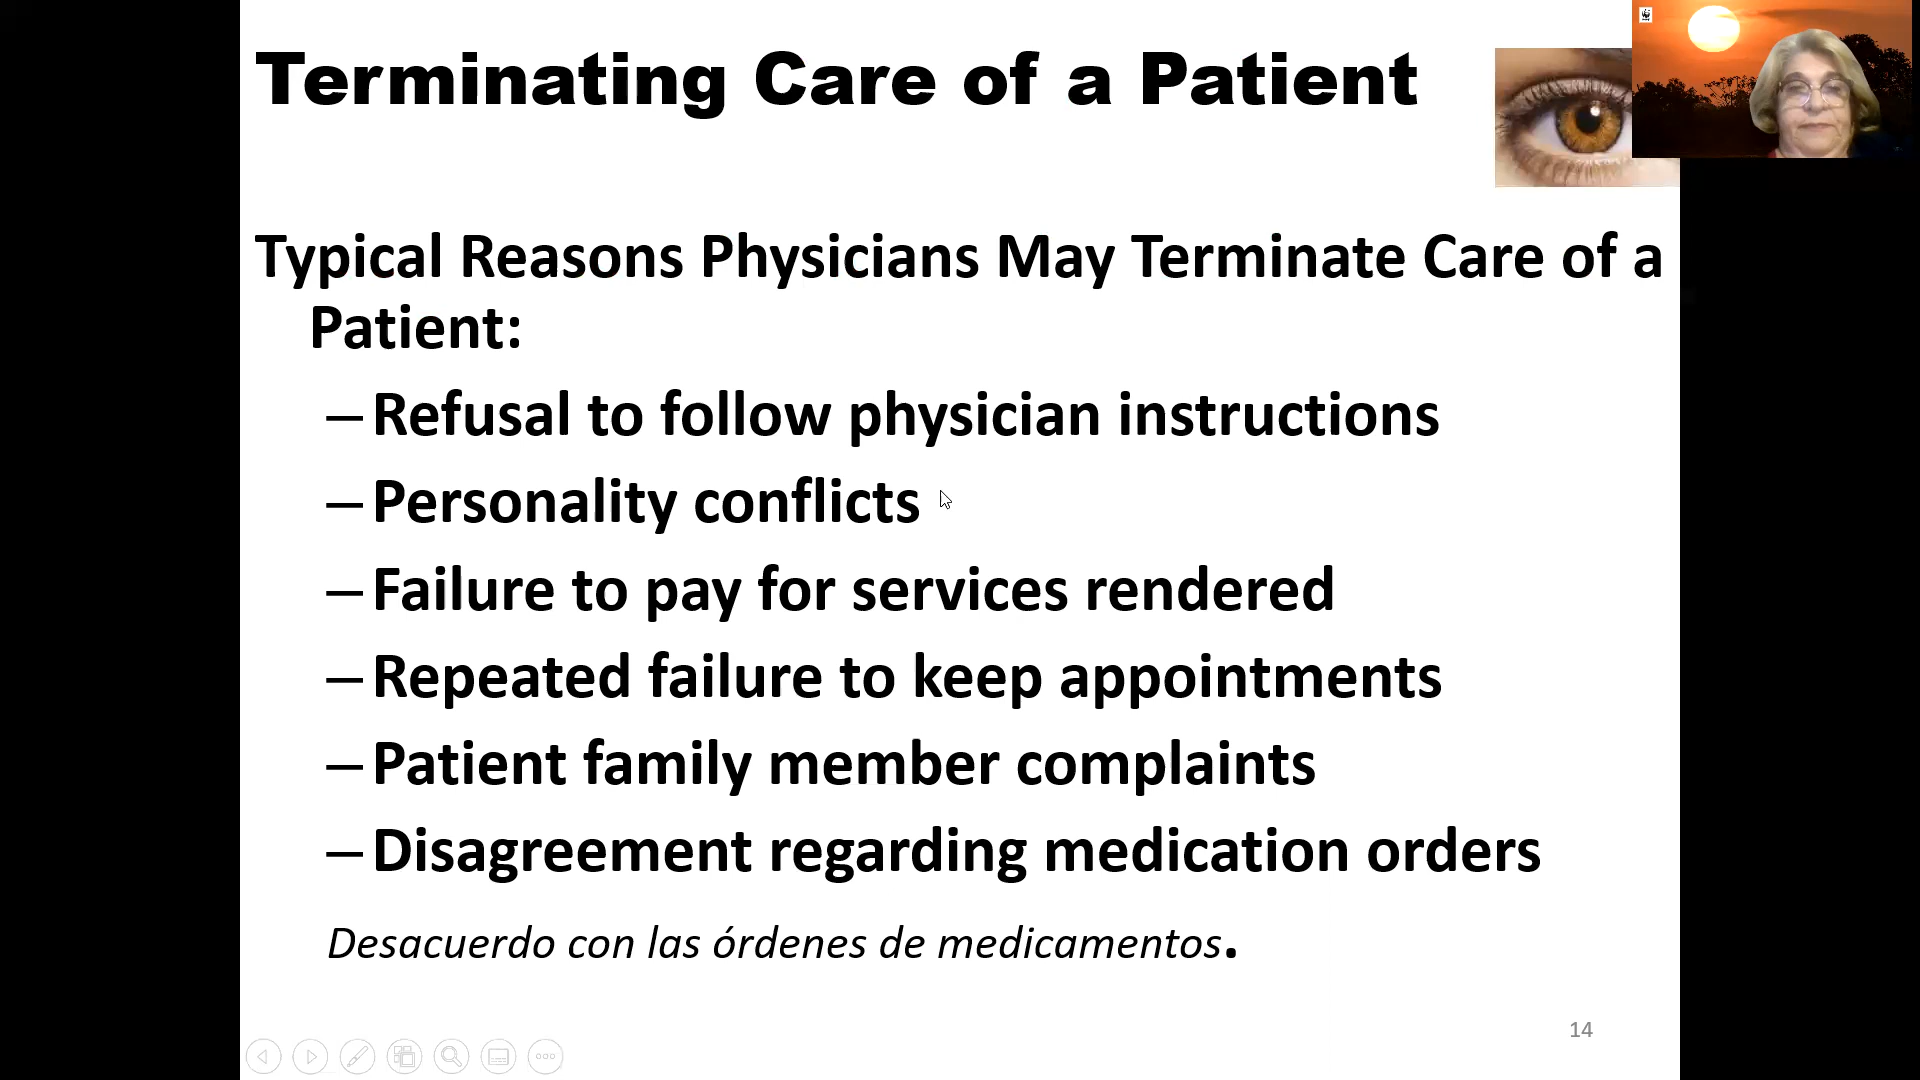 Terminating Care of a Patient
Typical Reasons Physicians May Terminate Care of a
Patient:
–Refusal to follow physician instructions
–Personality conflicts
–Failure to pay for services rendered
–Repeated failure to keep appointments
–Patient family member complaints
–Disagreement regarding medication orders
Desacuerdo con las órdenes de medicamentos.
14